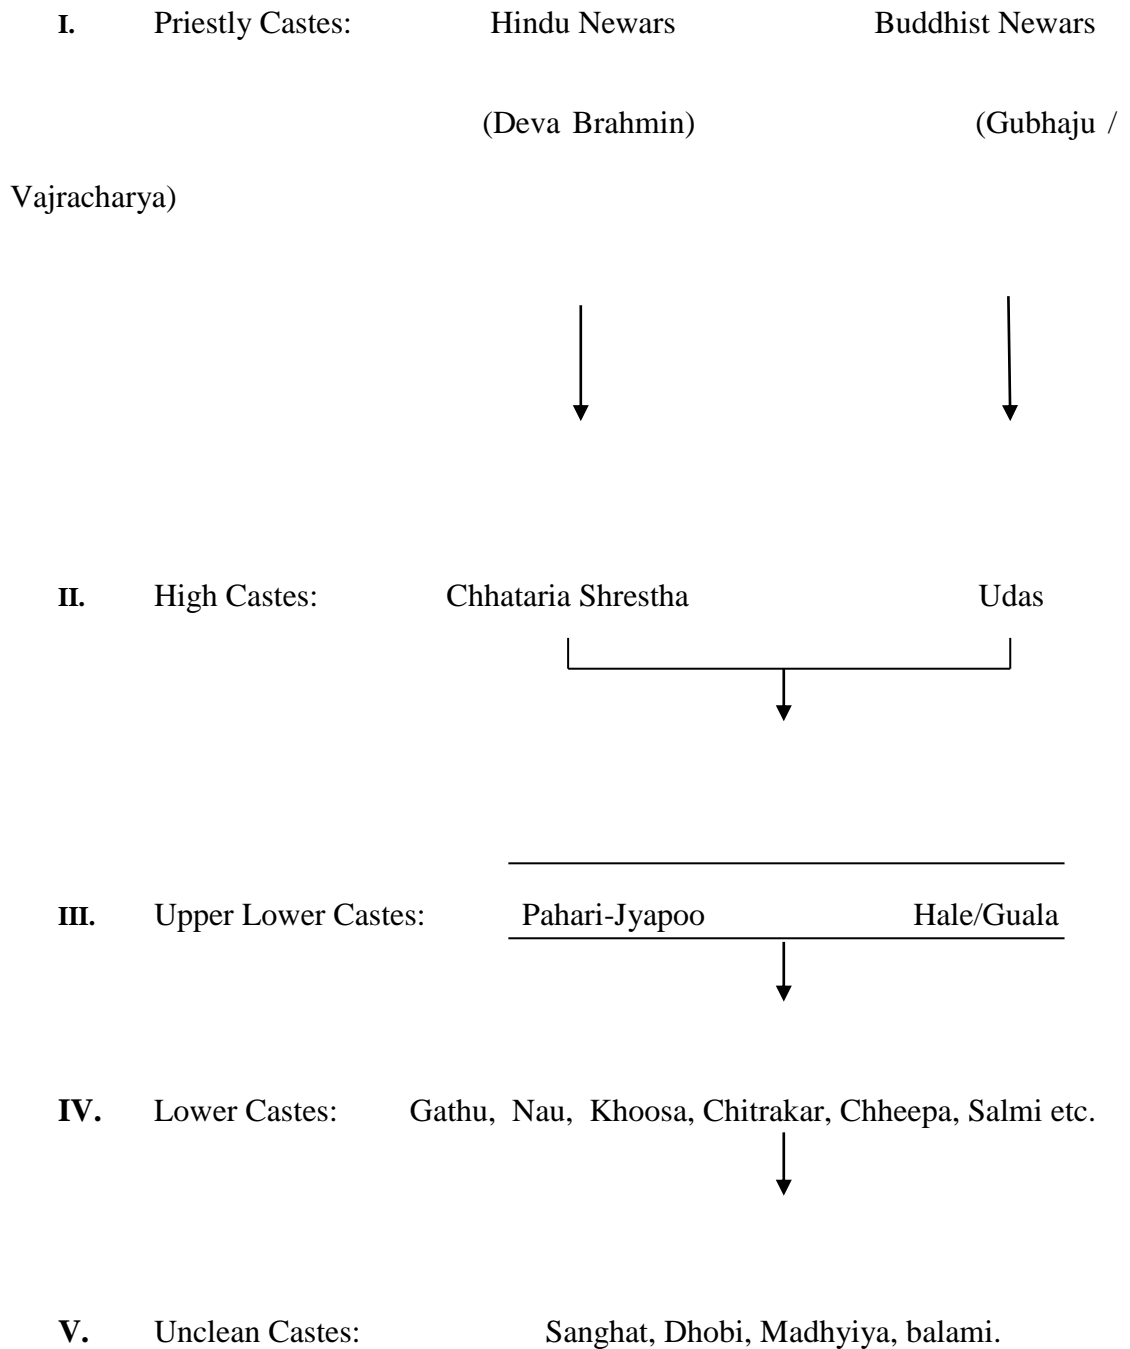 I. Priestly Castes: Hindu Newars Buddhist Newars
(Deva Brahmin) (Gubhaju /
Vajracharya)
II. High Castes: Chhataria Shrestha Udas
III. Upper Lower Castes: Pahari-Jyapoo Hale/Guala
IV. Lower Castes: Gathu, Nau, Khoosa, Chitrakar, Chheepa, Salmi etc.
V. Unclean Castes: Sanghat, Dhobi, Madhyiya, balami.